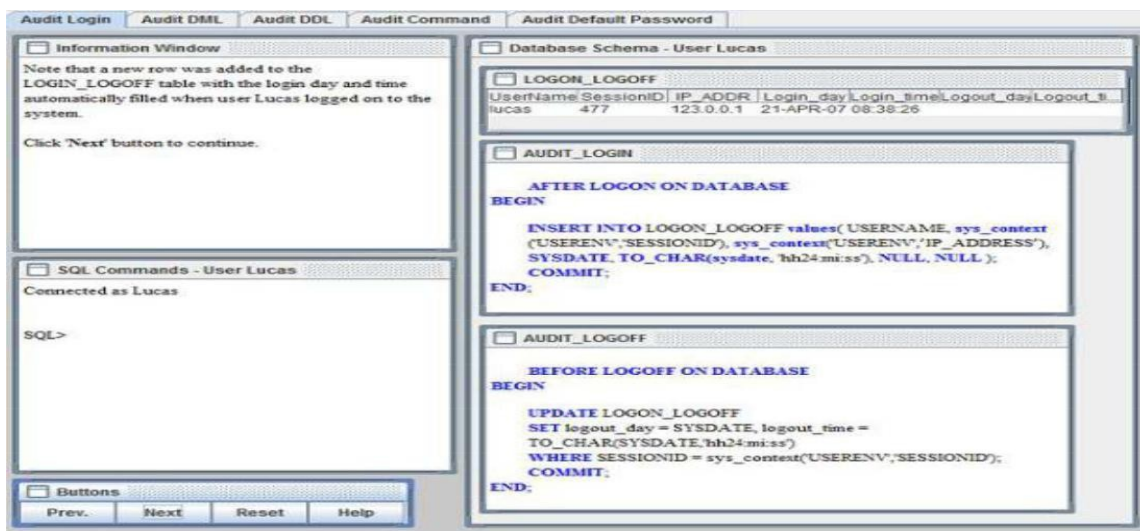 Audit Login Audit DML Audit DDL Audit Command Audit Default Password
Information Window
Note that a new row was added to the
LOGIN_LOGOFF table with the login day and time
automatically filled when user Lucas logged on to the
system.
Click 'Next' button to continue.
SQL Commands - User Lucas
Connected as Lucas
SQL>
Buttons
Prev. Next Reset Help
Database Schema - User Lucas
LOGON_LOGOFF
UserName SessionID IP_ADDR Login_day Login_time Logout_day Logout_ti...
lucas 477 123.0.0.1 21-APR-07 08:38:26
AUDIT_LOGIN
AFTER LOGON ON DATABASE
BEGIN
INSERT INTO LOGON_LOGOFF values( USERNAME, sys_context
('USERENV','SESSIONID'), sys_context('USERENV','IP_ADDRESS'),
SYSDATE, TO_CHAR(sysdate, 'hh24:mi:ss'), NULL, NULL );
COMMIT;
END;
AUDIT_LOGOFF
BEFORE LOGOFF ON DATABASE
BEGIN
UPDATE LOGON_LOGOFF
SET logout_day = SYSDATE, logout_time =
TO_CHAR(SYSDATE,'hh24:mi:ss')
WHERE SESSIONID = sys_context('USERENV','SESSIONID');
COMMIT;
END;